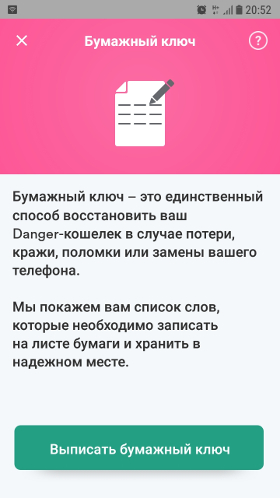 20:52
Бумажный ключ
?
Бумажный ключ – это единственный
способ восстановить ваш
Danger-кошелек в случае потери,
кражи, поломки или замены вашего
телефона.
Мы покажем вам список слов,
которые необходимо записать
на листе бумаги и хранить в
надежном месте.
Выписать бумажный ключ